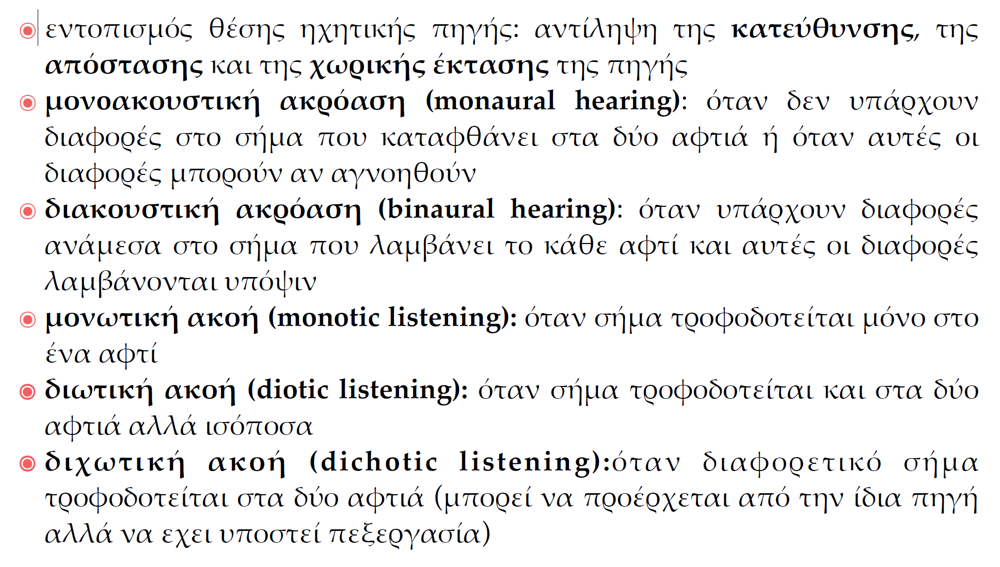 εντοπισμός θέσης ηχητικής πηγής: αντίληψη της κατεύθυνσης, της
απόστασης και της χωρικής έκτασης της πηγής
μονοακουστική ακρόαση (monaural hearing): όταν δεν υπάρχουν
διαφορές στο σήμα που καταφθάνει στα δύο αφτιά ή όταν αυτές οι
διαφορές μπορούν αν αγνοηθούν
διακουστική ακρόαση (binaural hearing): όταν υπάρχουν διαφορές
ανάμεσα στο σήμα που λαμβάνει το κάθε αφτί και αυτές οι διαφορές
λαμβάνονται υπόψιν
μονωτική ακοή (monotic listening): όταν σήμα τροφοδοτείται μόνο στο
ένα αφτί
διωτική ακοή (diotic listening): όταν σήμα τροφοδοτείται και στα δύο
αφτιά αλλά ισόποσα
διχωτική ακοή (dichotic listening):όταν διαφορετικό σήμα
τροφοδοτείται στα δύο αφτιά (μπορεί να προέρχεται από την ίδια πηγή
αλλά να εχει υποστεί πεξεργασία)